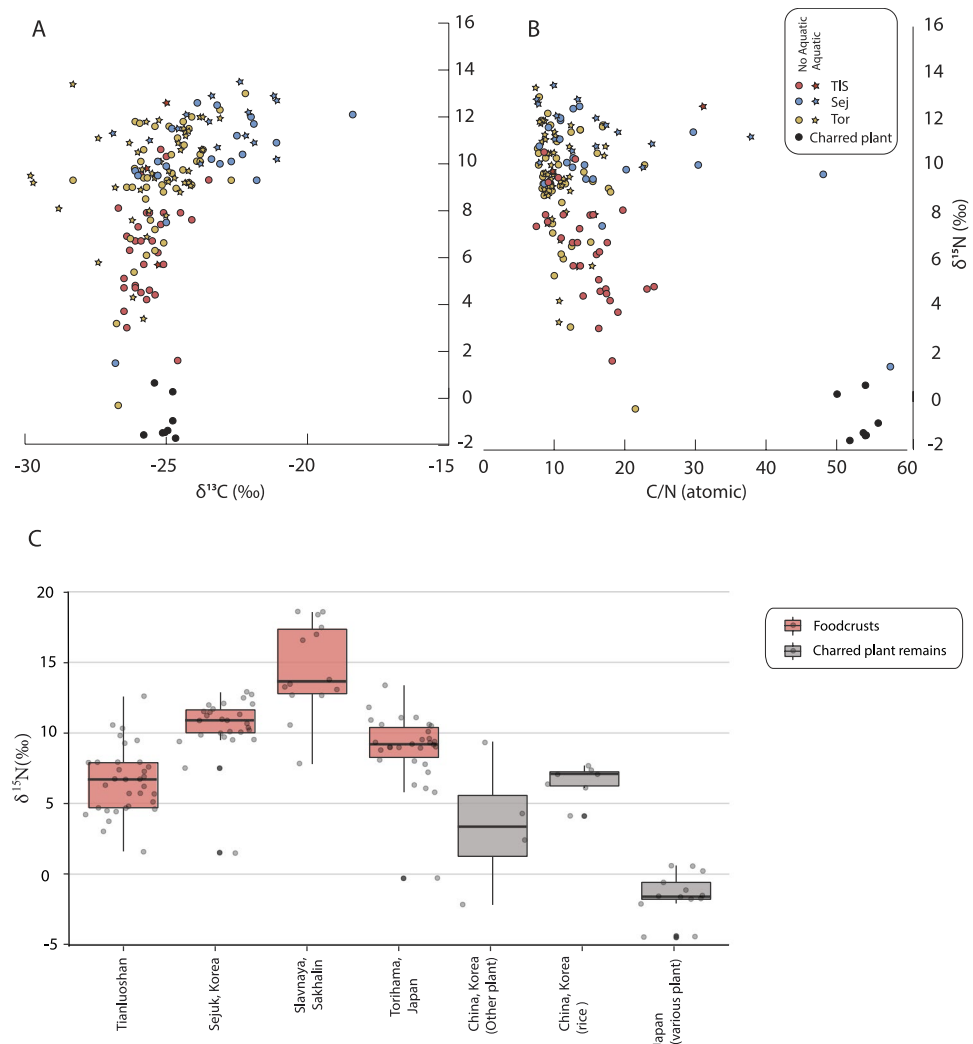 A
16
14
12
10
8
6
4
2
0
-2
-30
-25
-20
-15
δ¹³C (‰)
B
16
14
12
10
8
6
4
2
0
-2
δ¹⁵N (‰)
0
10
20
30
40
50
60
C/N (atomic)
No Aquatic
Aquatic
TlS
Sej
Tor
Charred plant
C
20
15
10
5
0
-5
δ ¹⁵N(‰)
Tianluoshan
Sejuk, Korea
Slavnaya,
Sakhalin
Torihama,
Japan
China, Korea
(Other plant)
China, Korea
(rice )
Japan
(various plant)
Foodcrusts
Charred plant remains